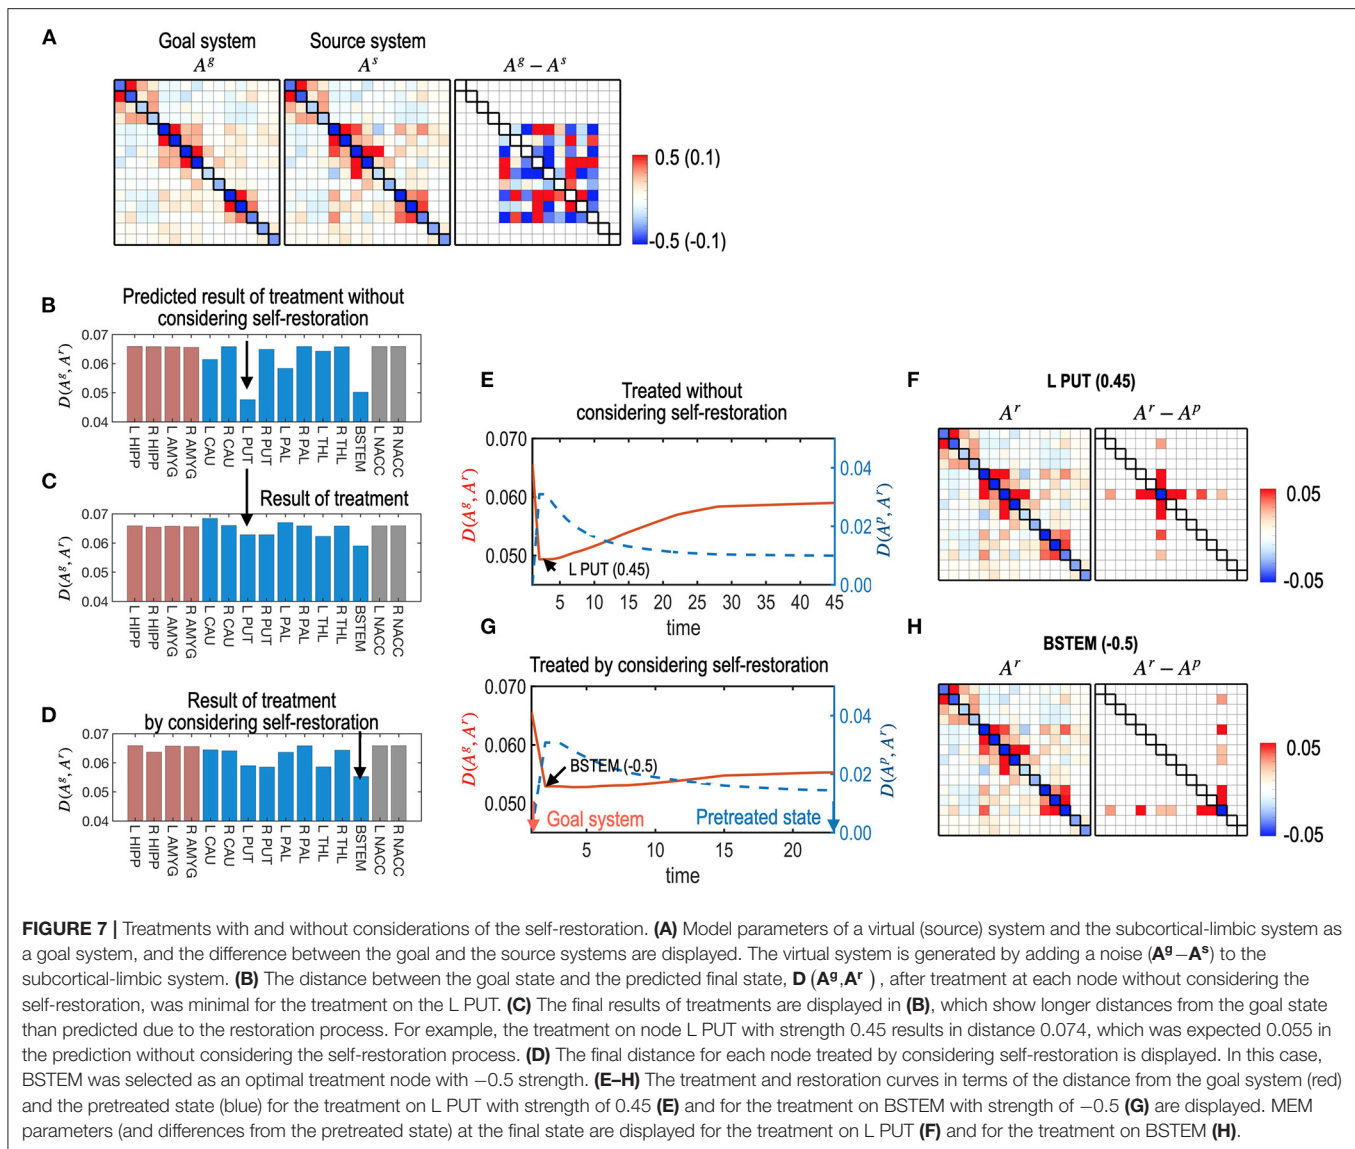 A
Goal system
Source system
A^g
A^s
A^g − A^s
0.5 (0.1)
-0.5 (-0.1)
B
Predicted result of treatment without
considering self-restoration
D(A^g, A^r)
0.07
0.06
0.05
0.04
L HIPP
R HIPP
L AMYG
R AMYG
L CAU
R CAU
L PUT
R PUT
L PAL
R PAL
L THL
R THL
BSTEM
L NACC
R NACC
C
Result of treatment
D(A^g, A^r)
0.07
0.06
0.05
0.04
L HIPP
R HIPP
L AMYG
R AMYG
L CAU
R CAU
L PUT
R PUT
L PAL
R PAL
L THL
R THL
BSTEM
L NACC
R NACC
D
Result of treatment
by considering self-restoration
D(A^g, A^r)
0.07
0.06
0.05
0.04
L HIPP
R HIPP
L AMYG
R AMYG
L CAU
R CAU
L PUT
R PUT
L PAL
R PAL
L THL
R THL
BSTEM
L NACC
R NACC
E
Treated without
considering self-restoration
D(A^g, A^r)
0.070
0.060
0.050
L PUT (0.45)
5 10 15 20 25 30 35 40 45
time
0.04
0.02
0.00
D(A^p, A^r)
F
L PUT (0.45)
A^r
A^r − A^p
0.05
-0.05
G
Treated by considering self-restoration
D(A^g, A^r)
0.070
0.060
0.050
BSTEM (-0.5)
Goal system
Pretreated state
5 10 15 20
time
0.04
0.02
0.00
D(A^p, A^r)
H
BSTEM (-0.5)
A^r
A^r − A^p
0.05
-0.05
FIGURE 7 | Treatments with and without considerations of the self-restoration. (A) Model parameters of a virtual (source) system and the subcortical-limbic system as
a goal system, and the difference between the goal and the source systems are displayed. The virtual system is generated by adding a noise (A^g−A^s) to the
subcortical-limbic system. (B) The distance between the goal state and the predicted final state, D (A^g,A^r ) , after treatment at each node without considering the
self-restoration, was minimal for the treatment on the L PUT. (C) The final results of treatments are displayed in (B), which show longer distances from the goal state
than predicted due to the restoration process. For example, the treatment on node L PUT with strength 0.45 results in distance 0.074, which was expected 0.055 in
the prediction without considering the self-restoration process. (D) The final distance for each node treated by considering self-restoration is displayed. In this case,
BSTEM was selected as an optimal treatment node with −0.5 strength. (E–H) The treatment and restoration curves in terms of the distance from the goal system (red)
and the pretreated state (blue) for the treatment on L PUT with strength of 0.45 (E) and for the treatment on BSTEM with strength of −0.5 (G) are displayed. MEM
parameters (and differences from the pretreated state) at the final state are displayed for the treatment on L PUT (F) and for the treatment on BSTEM (H).